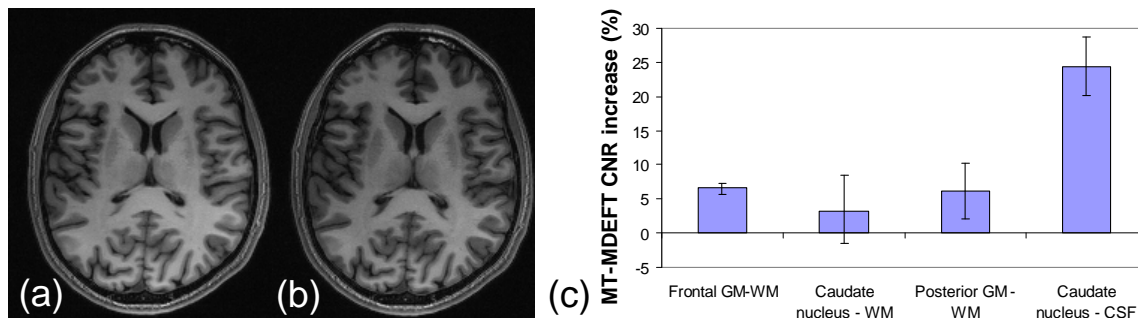 (a)
(b)
(c)
MT-MDEFT CNR increase (%)
30
25
20
15
10
5
0
-5
Frontal GM-WM
Caudate
nucleus - WM
Posterior GM -
WM
Caudate
nucleus - CSF